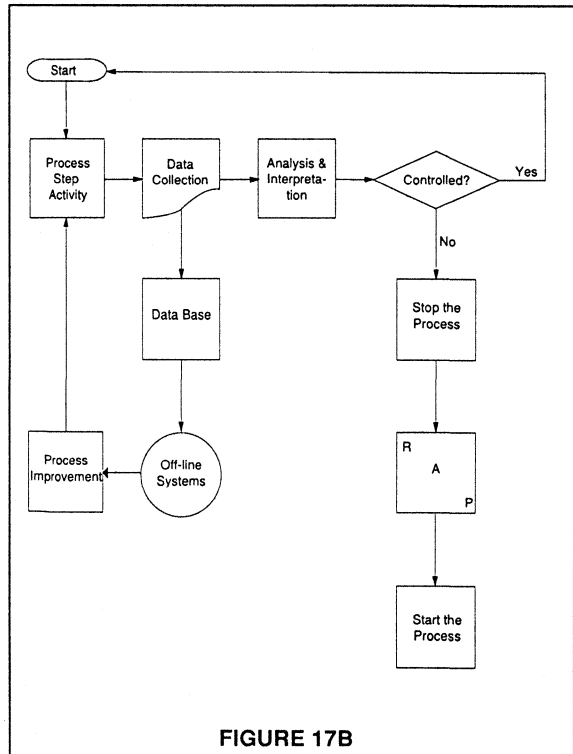 Start
Process
Step
Activity
Data
Collection
Analysis &
Interpreta-
tion
Controlled?
Yes
No
Data Base
Stop the
Process
Process
Improvement
Off-line
Systems
R
A
P
Start the
Process
FIGURE 17B